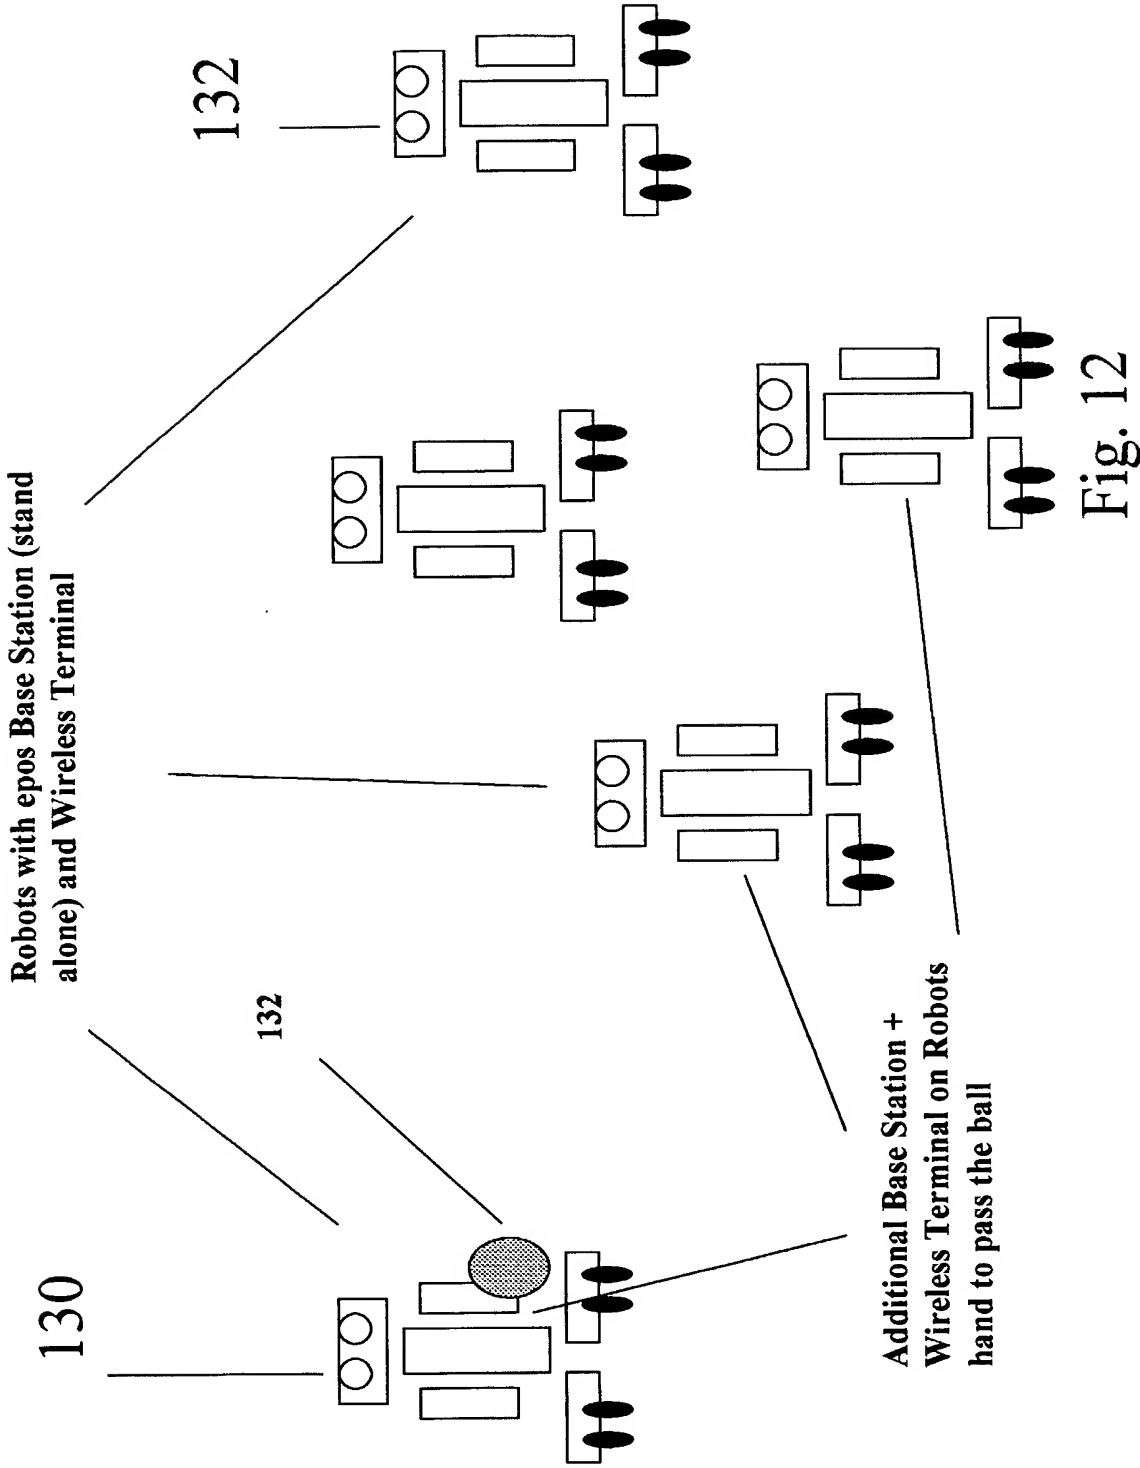 Robots with epos Base Station (stand
alone) and Wireless Terminal
130
132
132
Additional Base Station +
Wireless Terminal on Robots
hand to pass the ball
Fig. 12